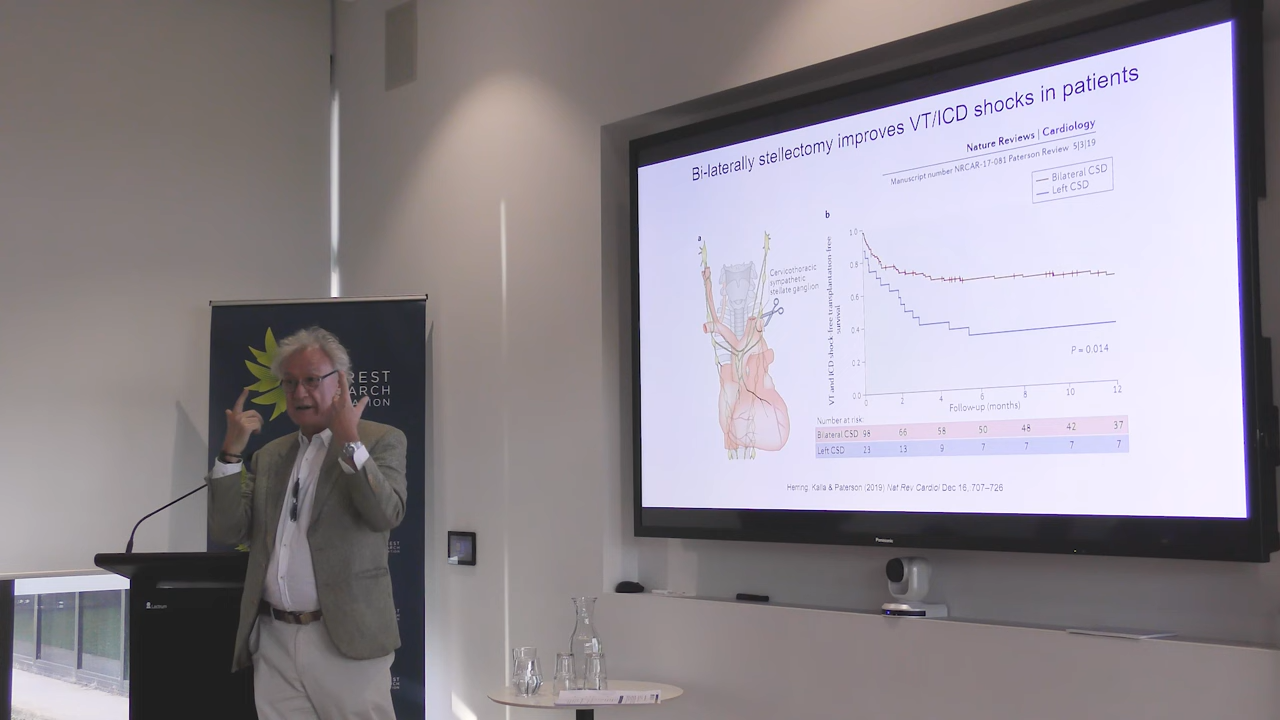 Bi-laterally stellectomy improves VT/ICD shocks in patients
Nature Reviews | Cardiology
Manuscript number NRCAR-17-081 Paterson Review 5|3|19
Bilateral CSD
Left CSD
a
Cervicothoracic
sympathetic
stellate ganglion
b
VT and ICD shock free transplantation free
survival
1.0
0.8
0.6
0.4
0.2
0.0
P = 0.014
0 2 4 6 8 10 12
Follow-up (months)
Number at risk:
Bilateral CSD 98 66 58 50 48 42 37
Left CSD 23 13 9 7 7 7 7
Herring, Kalla & Paterson (2019) Nat Rev Cardiol Dec 16, 707–726
Panasonic
REST
ARCH
ATION